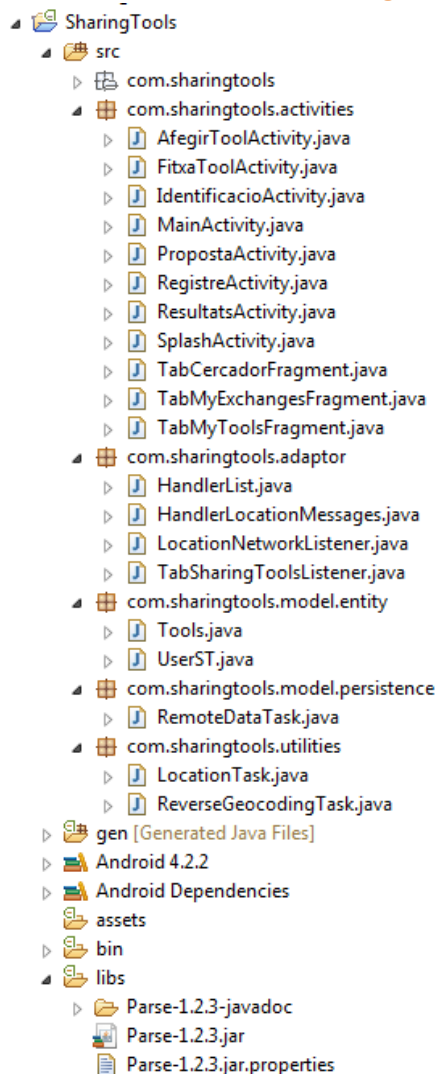 SharingTools
src
com.sharingtools
com.sharingtools.activities
AfegirToolActivity.java
FitxaToolActivity.java
IdentificacioActivity.java
MainActivity.java
PropostaActivity.java
RegistreActivity.java
ResultatsActivity.java
SplashActivity.java
TabCercadorFragment.java
TabMyExchangesFragment.java
TabMyToolsFragment.java
com.sharingtools.adaptor
HandlerList.java
HandlerLocationMessages.java
LocationNetworkListener.java
TabSharingToolsListener.java
com.sharingtools.model.entity
Tools.java
UserST.java
com.sharingtools.model.persistence
RemoteDataTask.java
com.sharingtools.utilities
LocationTask.java
ReverseGeocodingTask.java
gen [Generated Java Files]
Android 4.2.2
Android Dependencies
assets
bin
libs
Parse-1.2.3-javadoc
Parse-1.2.3.jar
Parse-1.2.3.jar.properties